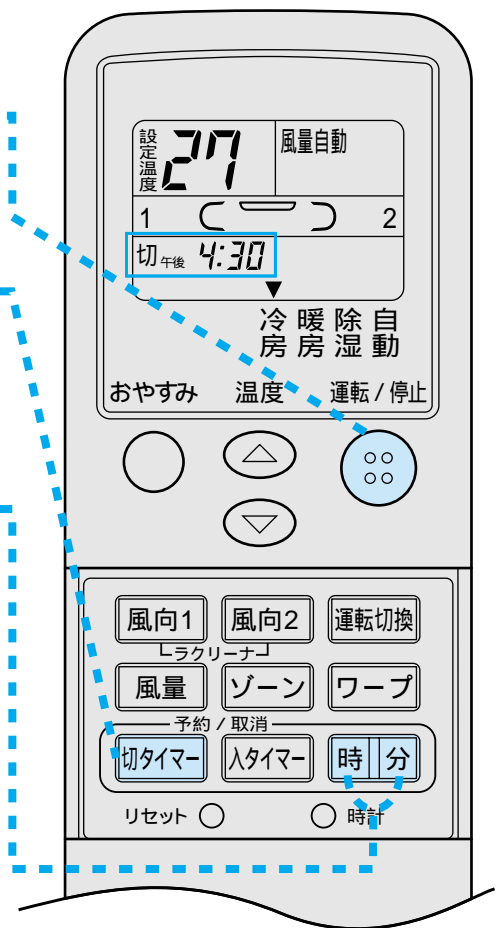 設定温度 27 風量自動
1 2
切 午後 4:30
冷房 暖房 除湿 自動
おやすみ 温度 運転 / 停止
風向1 風向2 運転切換
ラクリーナー
風量 ゾーン ワープ
予約 / 取消
切タイマー 入タイマー 時 分
リセット 時計